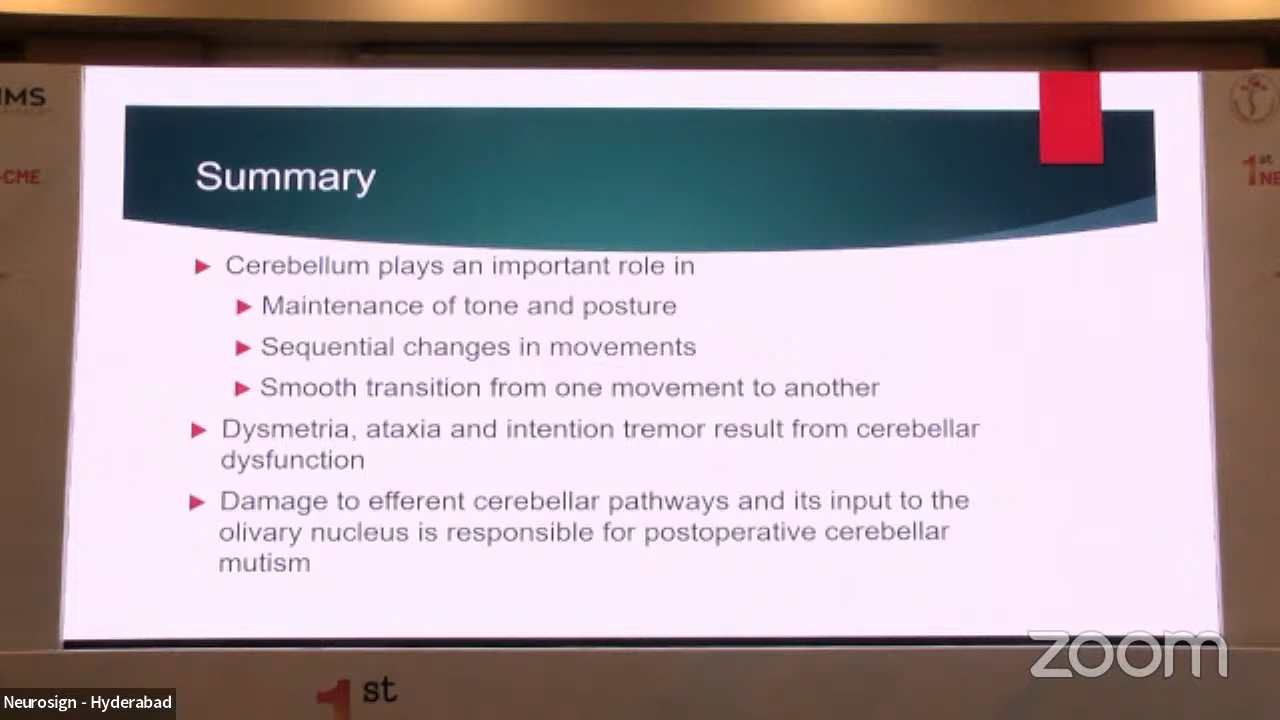 IMS
-CME
1st
NE
Summary
Cerebellum plays an important role in
Maintenance of tone and posture
Sequential changes in movements
Smooth transition from one movement to another
Dysmetria, ataxia and intention tremor result from cerebellar
dysfunction
Damage to efferent cerebellar pathways and its input to the
olivary nucleus is responsible for postoperative cerebellar
mutism
zoom
1st
Neurosign - Hyderabad